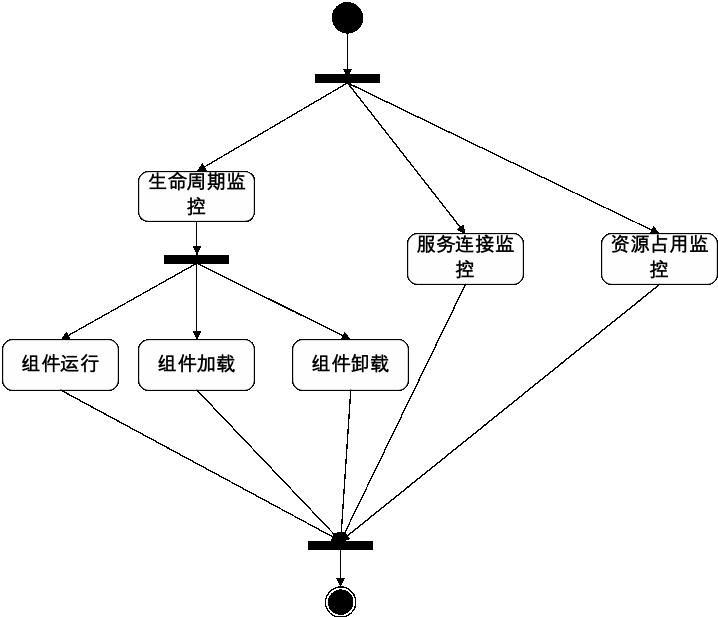 生命周期监
控
服务连接监
控
资源占用监
控
组件运行
组件加载
组件卸载